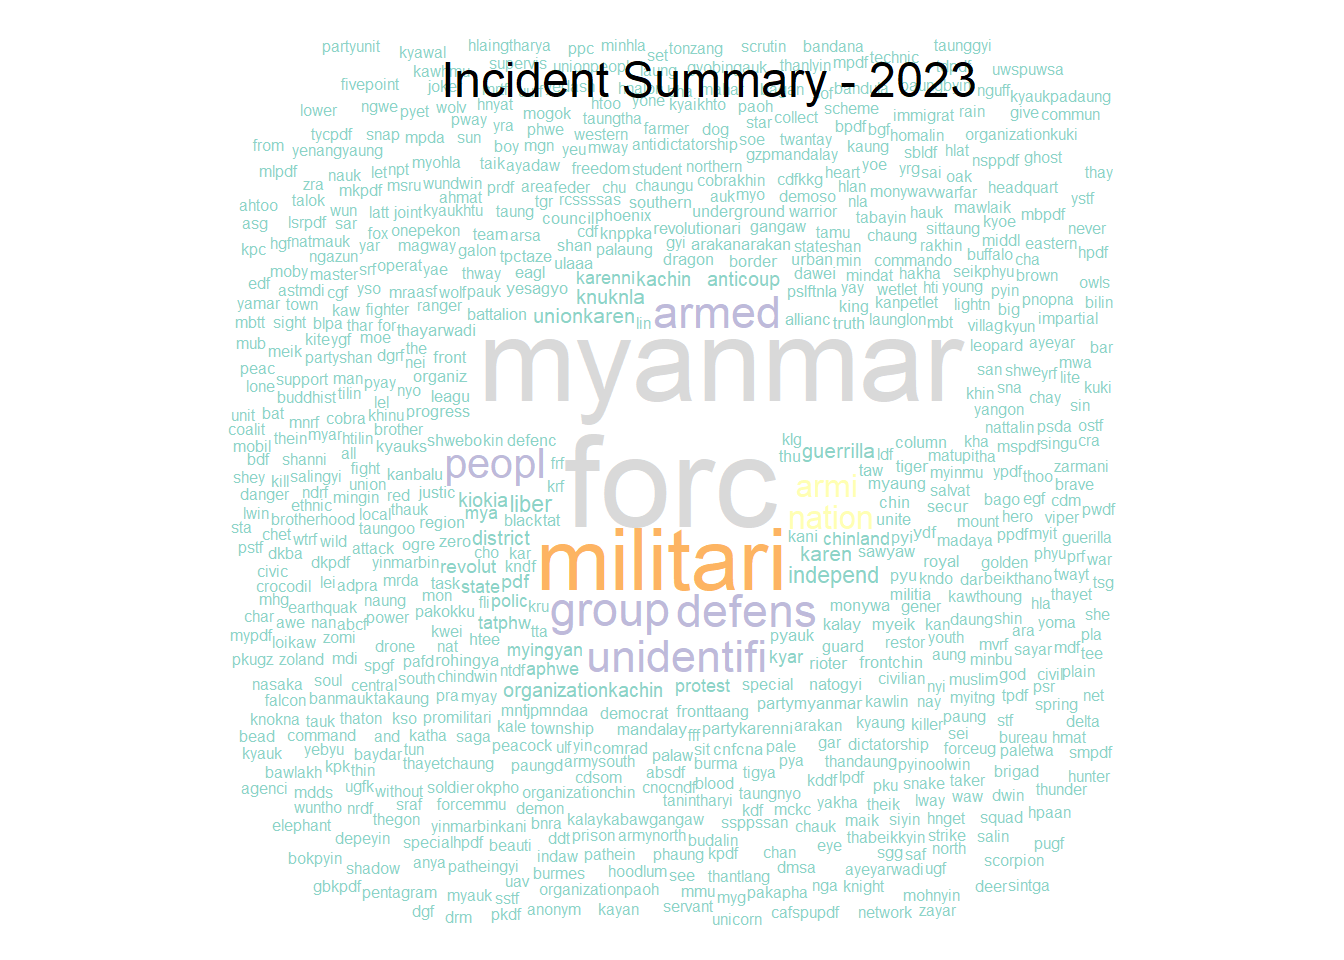 partyunit kyawal hlaingtharya ppc minhla set tonzang scrutin bandana taunggyi
Incident Summary - 2023
supervis unionpeopl gyobingauk thanlyin mpdf technic uwspuwsa
fivepoint joke nguff kyaukpadaung
lower ngwe pyet wolv hnyat mogok htoo yone kyaikhto paoh scheme immigrat rain give commun
tycpdf snap mpda sun pway yra phwe taungtha western farmer dog star collect bpdf bgf homalin organizationkuki
from yenangyaung boy mgn yeu mway antidictatorship soe twantay kaung sbldf hlat nsppdf ghost
mlpdf nauk let npt myohla taik ayadaw freedom student northern gzpmandalay heart yoe yrg sai oak thay
zra mkpdf msru wundwin prdf area feder chu chaungu cobrakhin cdfkkg hlan monywav warfar headquart ystf
ahtoo talok wun latt joint kyaukhtu ahmat taung tgr rcssssas southern auk myo demoso nla mawlaik mbpdf
asg lsrpdf sar fox onepekon team arsa council phoenix underground warrior tabayin hauk sittaung kyoe never
kpc hgf natmauk yar magway galon cdf knppka revolutionari gangaw tamu chaung rakhin middl eastern hpdf
ngazun tpctaze shan palaung gyi arakanarakan stateshan buffalo
moby master srf operat yae thway eagl ulaaa dragon border urban min commando cha
edf astmdi cgf yso mraasf wolf pauk yesagyo karenni kachin anticoup dawei mindat hakha seikphyu brown owls
yamar town kaw fighter ranger battalion knuknla armed pslftnla yay wetlet hti young pyin pnopna bilin
mbtt sight blpa thar for thayarwadi unionkaren lin allianc king kanpetlet lightn big
mub kite ygf moe the truth launglon mbt villag kyun impartial
meik partyshan dgrf nei front myanmar leopard ayeyar bar
peac support man pyay organiz san shwe yrf mwa
lone buddhist tilin lel nyo leagu khin sna lite kuki
unit bat mnrf cobra khinu progress yangon chay sin
coalit thein myar htilin brother nattalin psda ostf
mobil all kyauks shwebo kin defenc klg column kha mspdf singu cra
bdf shanni fight kanbalu peopl frf forc thu guerrilla ldf matupitha
shey kill salingyi union taw tiger myinmu ypdf thoo zarmani
danger ndrf mingin red justic kiokia liber krf armi myaung salvat bago egf cdm brave
lwin ethnic local thauk mya blacktat nation chin secur hero viper pwdf
sta brotherhood taungoo region unite mount ppdf myit guerilla
chet wtrf wild ogre zero district militari kani chinland pyi ydf madaya
pstf dkba dkpdf attack cho kar karen sawyaw phyu prf war
civic yinmarbin revolut kndf independ royal golden
crocodil lei adpra mrda task state pdf pyu kndo dar beikthano twayt tsg
mhg earthquak naung mon fli polic kru group defens militia kawthoung thayet
char awe nan abcf power pakokku tatphw monywa gener hla she
mypdf loikaw zomi kwei tta kalay myeik kan daung shin ara yoma pla
drone nat htee myingyan unidentifi pyauk guard restor youth mvrf sayar mdf tee
pkugz zoland mdi spgf pafd rohingya ntdf aphwe kyar rioter frontchin aung minbu
nasaka soul central south chindwin organizationkachin protest special natogyi civilian nyi muslim god civil plain
falcon banmauktakaung pra myay partymyanmar kawlin nay myitng tpdf psr net
knokna tauk thaton kso promilitari mntjpmndaa democrat fronttaang arakan kyaung killer paung stf spring delta
bead command and katha saga kale township mandalay fff partykarenni sei bureau hmat
kyauk yebyu baydar tun peacock ulf yin comrad palaw sit cnfcna pale gar dictatorship forceug paletwa smpdf
bawlakh kpk thin thayetchaung paungd armysouth burma pya thandaung pyinoolwin brigad
agenci mdds ugfk without soldier okpho cdsom absdf blood tigya kddf lpdf pku snake taker thunder hunter
wuntho nrdf sraf forcemmu organizationchin cnocndf taungnyo tanintharyi yakha theik lway waw dwin
elephant thegon yinmarbinkani demon bnra kalaykabawgangaw kdf mckc maik siyin hnget squad hpaan
depeyin specialhpdf beauti ddt prison armynorth ssppssan chauk thabeikkyin strike salin pugf
bokpyin indaw pathein phaung kpdf budalin chan eye sgg saf north
shadow anya patheingyi burmes hoodlum see thantlang dmsa ayeyarwadi ugf scorpion
gbkpdf pentagram myauk uav sstf organizationpaoh mmu myg pakapha nga knight mohnyin deer sintga
dgf drm pkdf anonym kayan servant unicorn cafspupdf network zayar